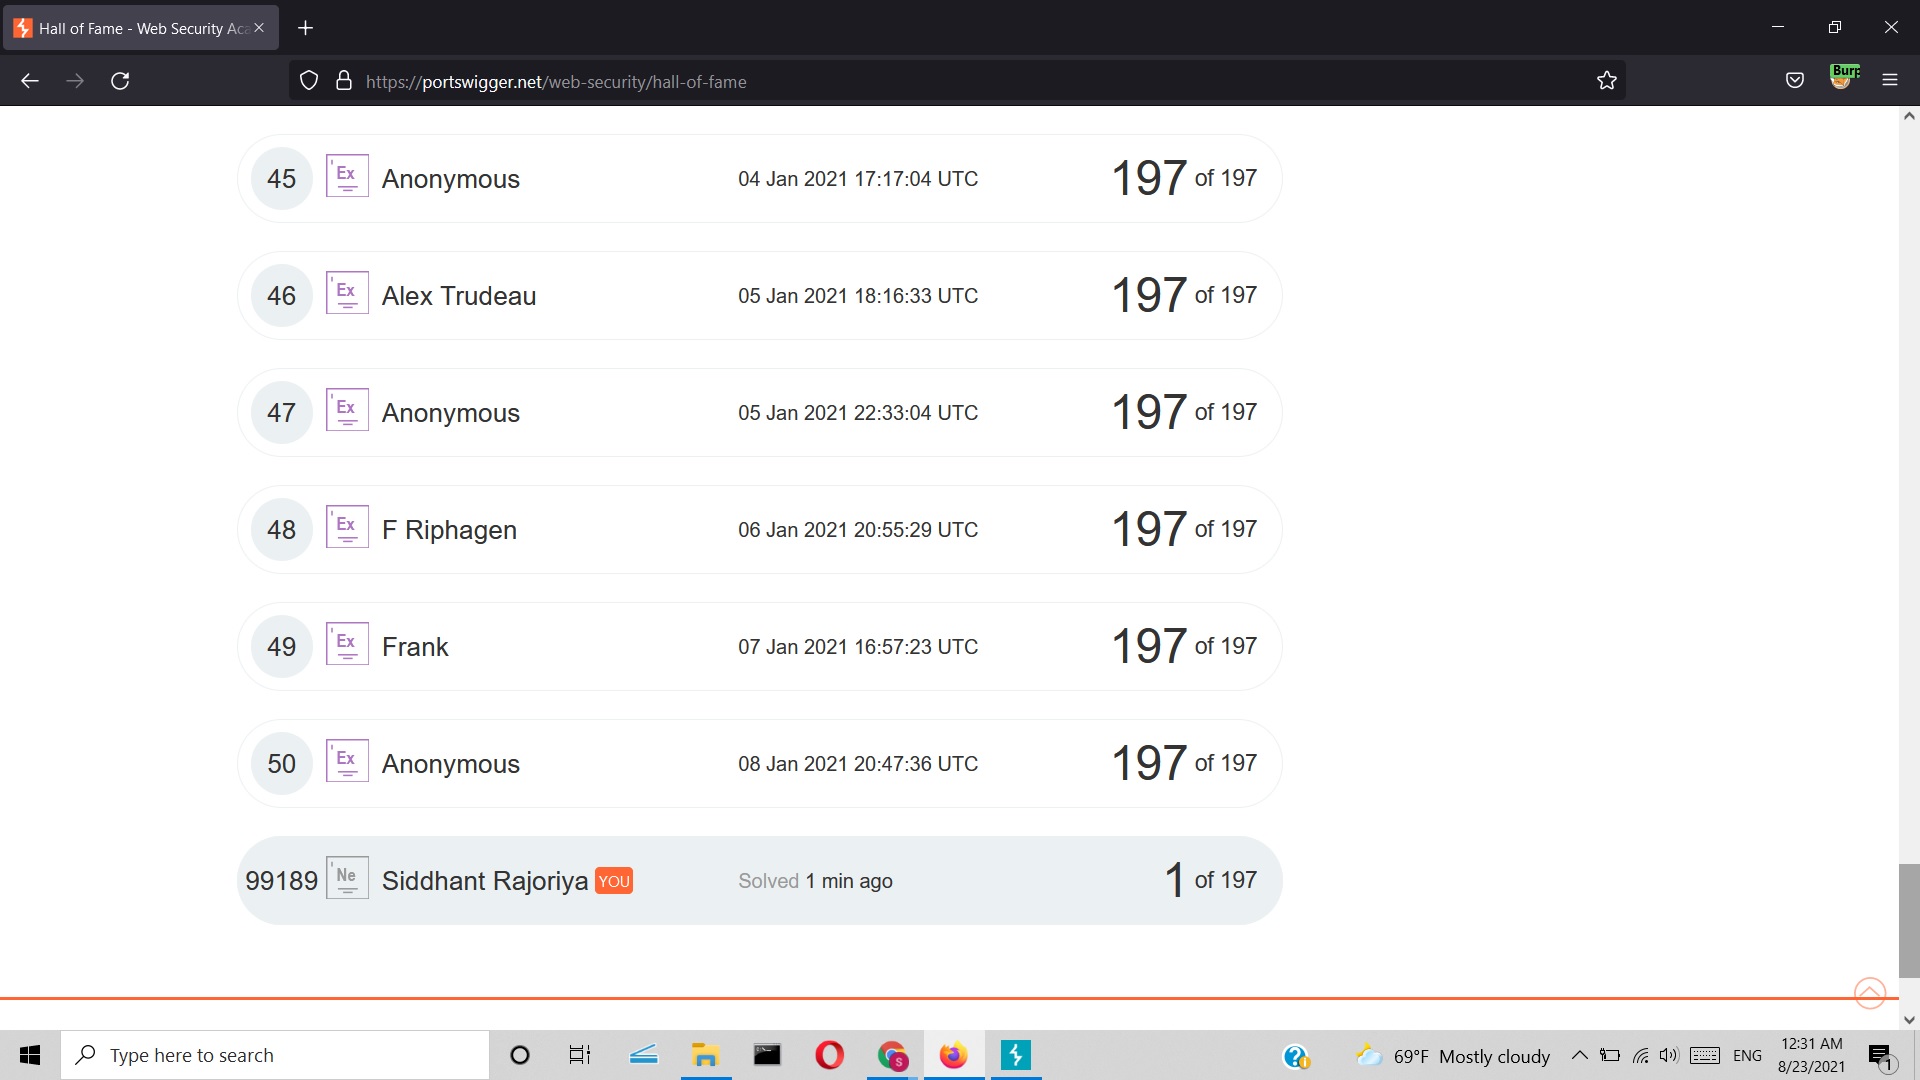 Hall of Fame - Web Security Aca
https://portswigger.net/web-security/hall-of-fame
Burp
45 Ex Anonymous 04 Jan 2021 17:17:04 UTC 197 of 197
46 Ex Alex Trudeau 05 Jan 2021 18:16:33 UTC 197 of 197
47 Ex Anonymous 05 Jan 2021 22:33:04 UTC 197 of 197
48 Ex F Riphagen 06 Jan 2021 20:55:29 UTC 197 of 197
49 Ex Frank 07 Jan 2021 16:57:23 UTC 197 of 197
50 Ex Anonymous 08 Jan 2021 20:47:36 UTC 197 of 197
99189 Ne Siddhant Rajoriya YOU Solved 1 min ago 1 of 197
Type here to search
S
69°F Mostly cloudy
ENG
12:31 AM
8/23/2021
1